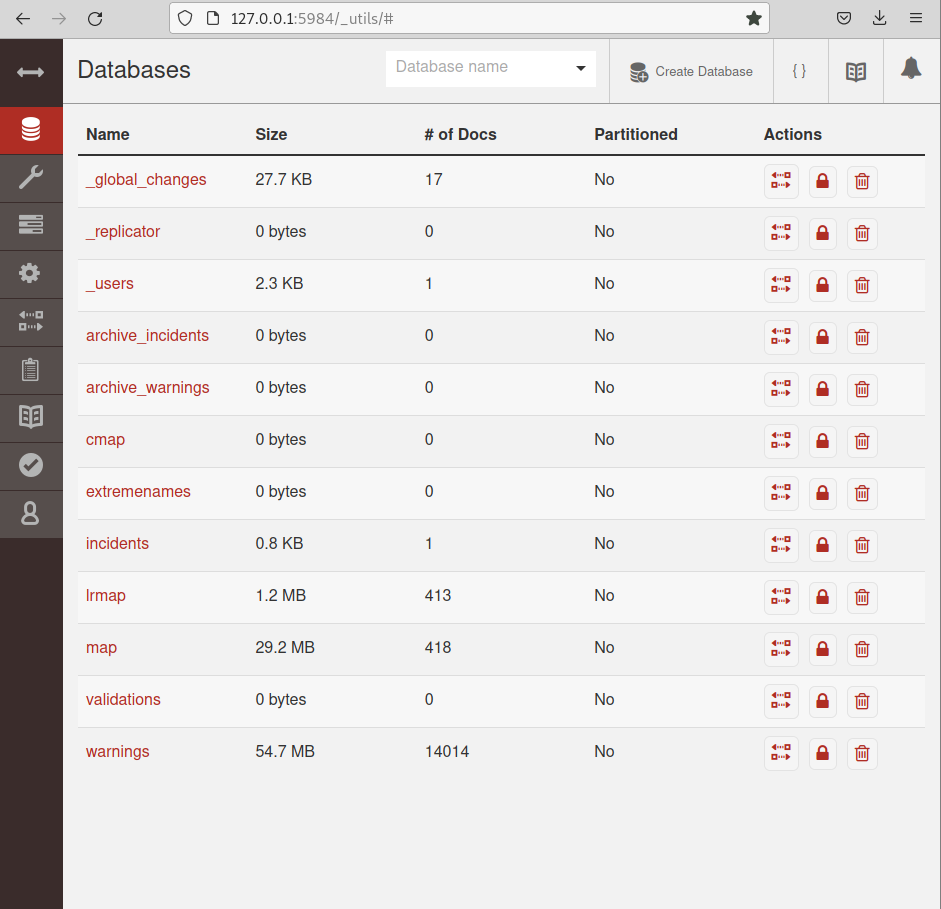 127.0.0.1:5984/_utils/#
Databases
Database name
Create Database
{ }
Name Size # of Docs Partitioned Actions
_global_changes 27.7 KB 17 No
_replicator 0 bytes 0 No
_users 2.3 KB 1 No
archive_incidents 0 bytes 0 No
archive_warnings 0 bytes 0 No
cmap 0 bytes 0 No
extremenames 0 bytes 0 No
incidents 0.8 KB 1 No
lrmap 1.2 MB 413 No
map 29.2 MB 418 No
validations 0 bytes 0 No
warnings 54.7 MB 14014 No